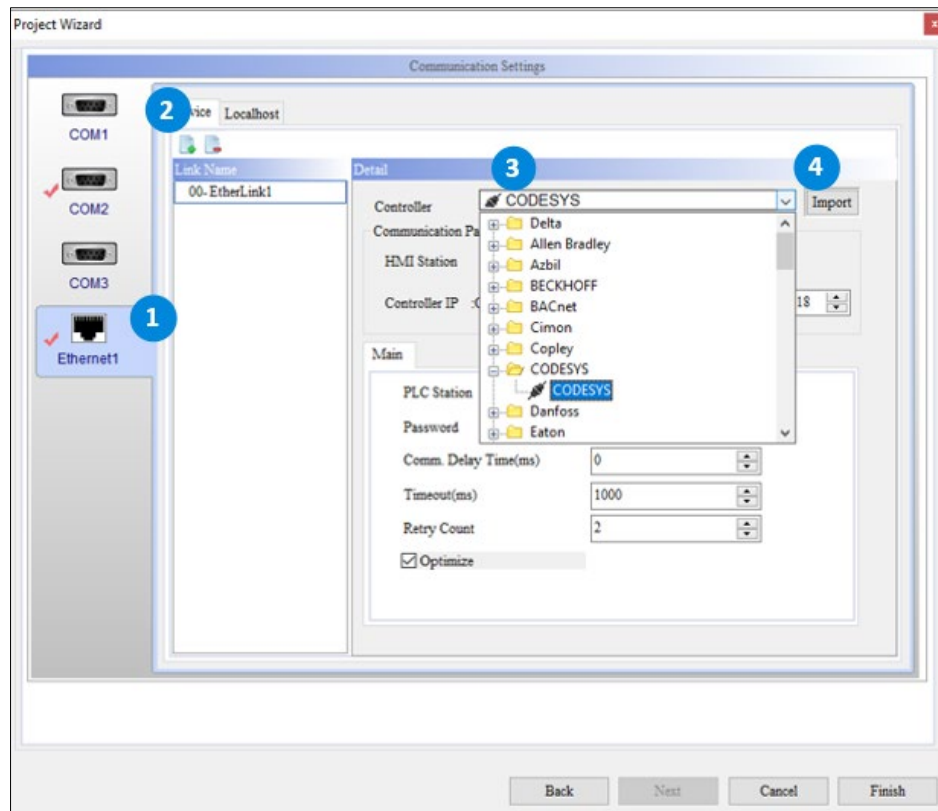 Project Wizard
x
Communication Settings
COM1
COM2
COM3
1
Ethernet1
2
vice
Localhost
Link Name
00- EtherLink1
Detail
3
4
Controller
CODESYS
Import
Communication Pa
HMI Station
Controller IP :
18
Delta
Allen Bradley
Azbil
BECKHOFF
BACnet
Cimon
Copley
CODESYS
CODESYS
Danfoss
Eaton
Main
PLC Station
Password
Comm. Delay Time(ms) 0
Timeout(ms) 1000
Retry Count 2
Optimize
Back Next Cancel Finish